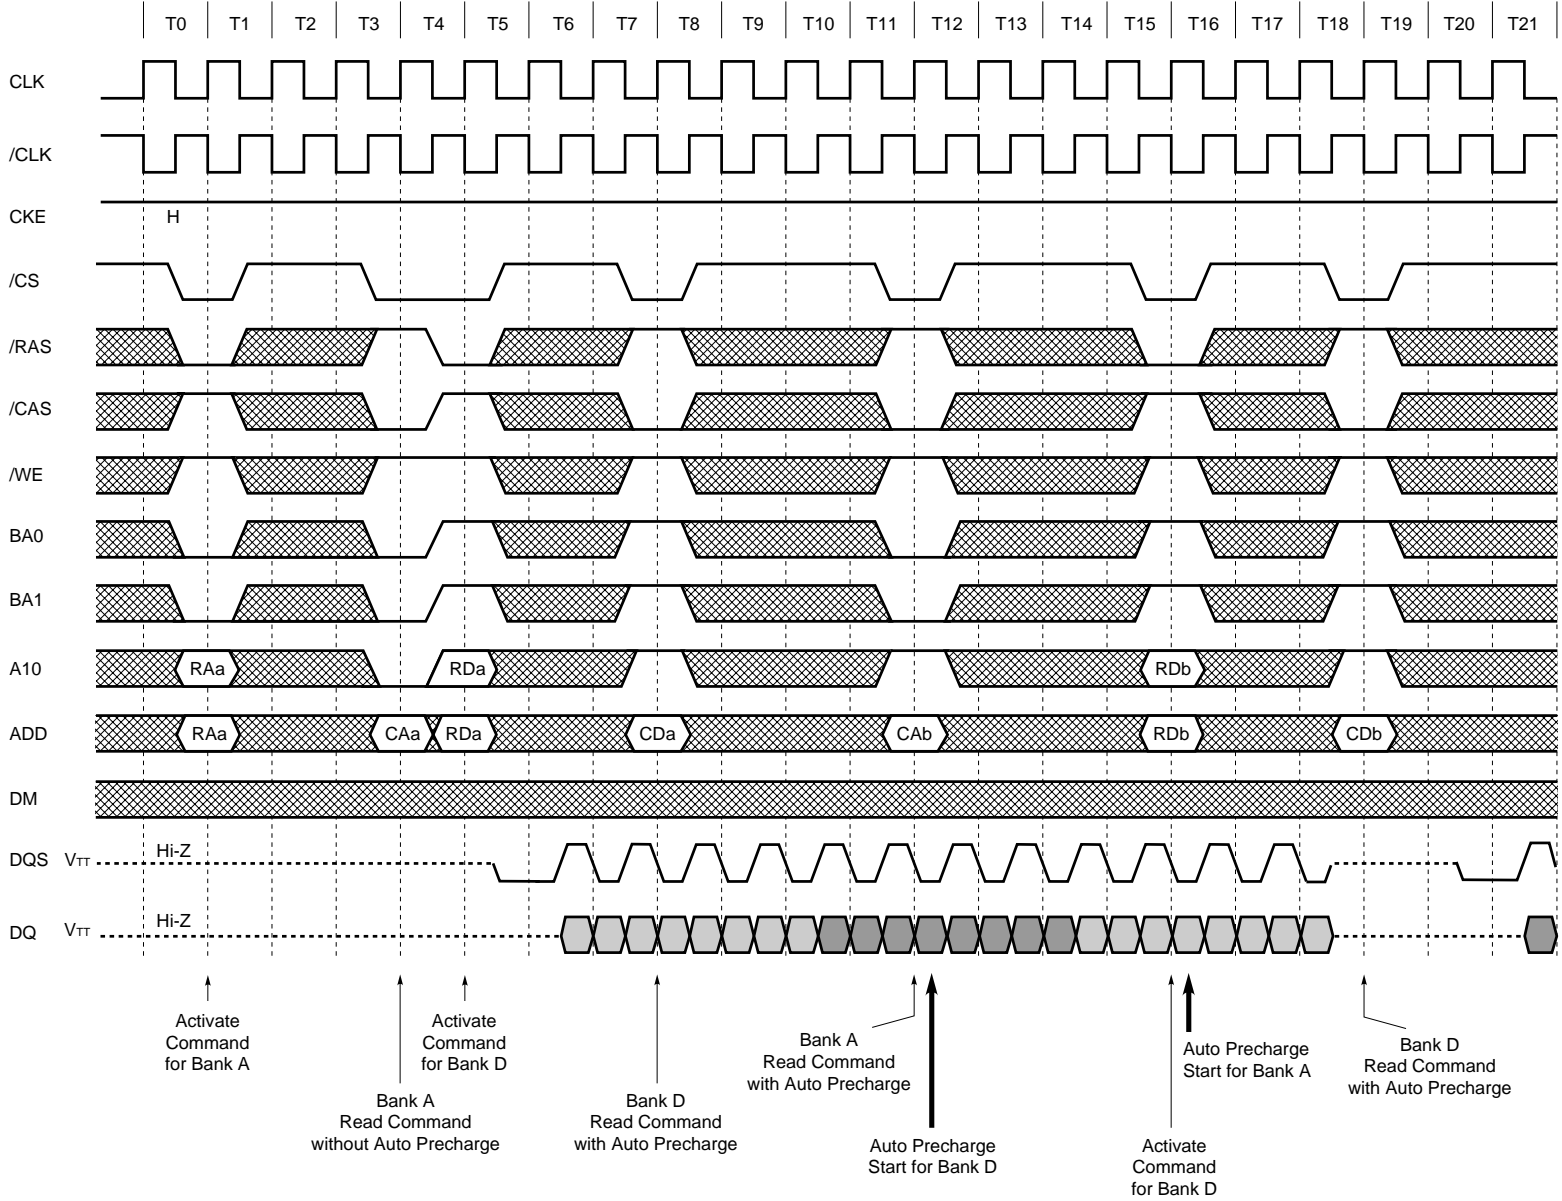 T0 T1 T2 T3 T4 T5 T6 T7 T8 T9 T10 T11 T12 T13 T14 T15 T16 T17 T18 T19 T20 T21
CLK
/CLK
CKE H
/CS
/RAS
/CAS
/WE
BA0
BA1
A10 RAa RDa RDb
ADD RAa CAa RDa CDa CAb RDb CDb
DM
DQS VTT Hi-Z
DQ VTT Hi-Z
Activate
Command
for Bank A
Bank A
Read Command
without Auto Precharge
Activate
Command
for Bank D
Bank D
Read Command
with Auto Precharge
Bank A
Read Command
with Auto Precharge
Auto Precharge
Start for Bank D
Activate
Command
for Bank D
Auto Precharge
Start for Bank A
Bank D
Read Command
with Auto Precharge